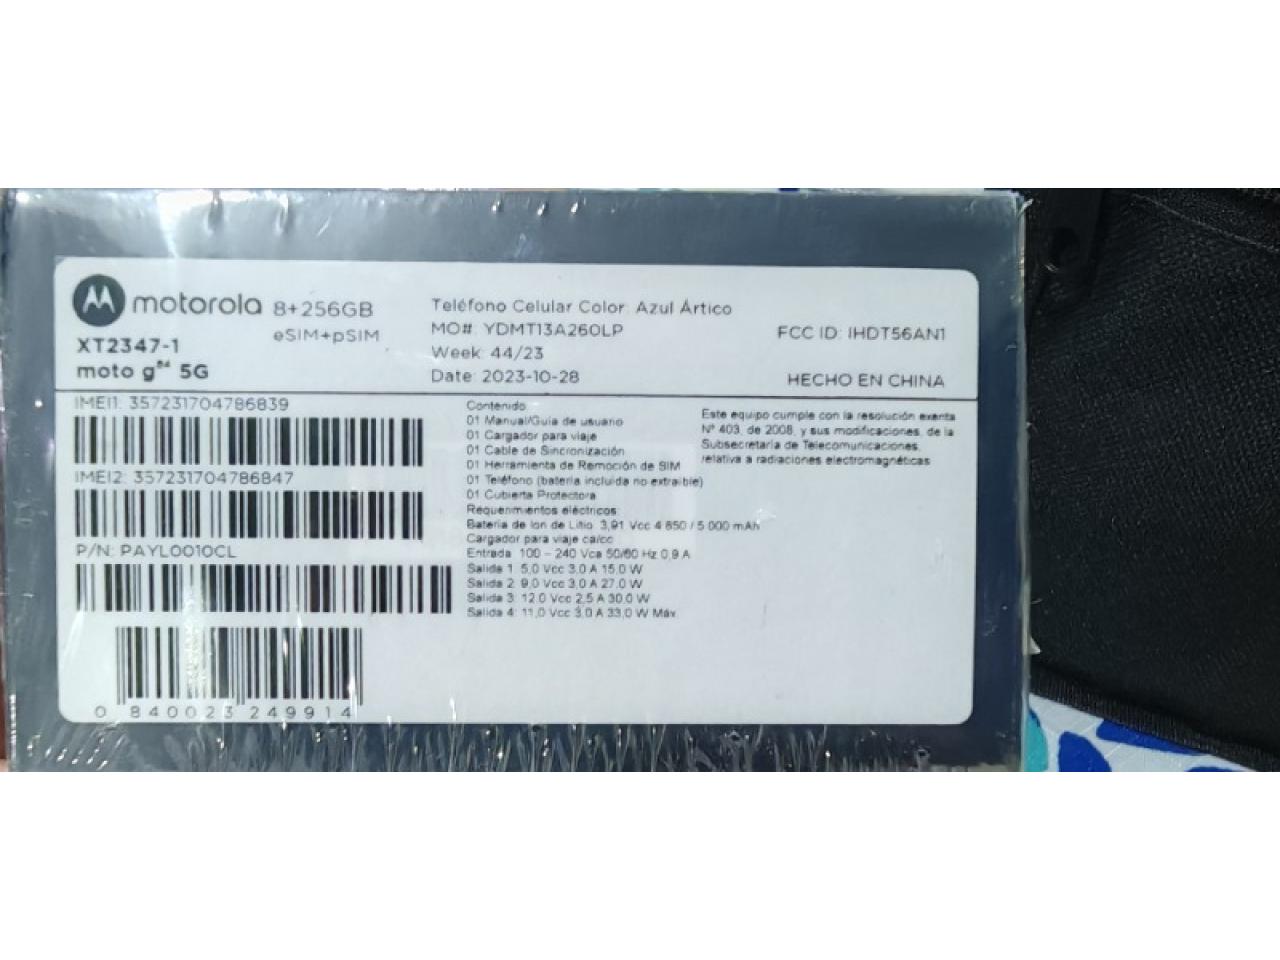 motorola 8+256GB
eSIM+pSIM
XT2347-1
moto g⁸⁴ 5G
Teléfono Celular Color: Azul Ártico
MO#: YDMT13A260LP
Week: 44/23
Date: 2023-10-28
FCC ID: IHDT56AN1
HECHO EN CHINA
IMEI1: 357231704786839
IMEI2: 357231704786847
P/N: PAYL0010CL
0 840023 249914
Contenido:
01 Manual/Guía de usuario
01 Cargador para viaje
01 Cable de Sincronización
01 Herramienta de Remoción de SIM
01 Teléfono (batería incluida no extraíble)
01 Cubierta Protectora
Requerimientos eléctricos:
Batería de Ion de Litio: 3,91 Vcc 4 850 / 5 000 mAh
Cargador para viaje ca/cc
Entrada: 100 – 240 Vca 50/60 Hz 0,9 A
Salida 1: 5,0 Vcc 3,0 A 15,0 W
Salida 2: 9,0 Vcc 3,0 A 27,0 W
Salida 3: 12,0 Vcc 2,5 A 30,0 W
Salida 4: 11,0 Vcc 3,0 A 33,0 W Máx.
Este equipo cumple con la resolución exenta
N° 403, de 2008, y sus modificaciones, de la
Subsecretaría de Telecomunicaciones,
relativa a radiaciones electromagnéticas